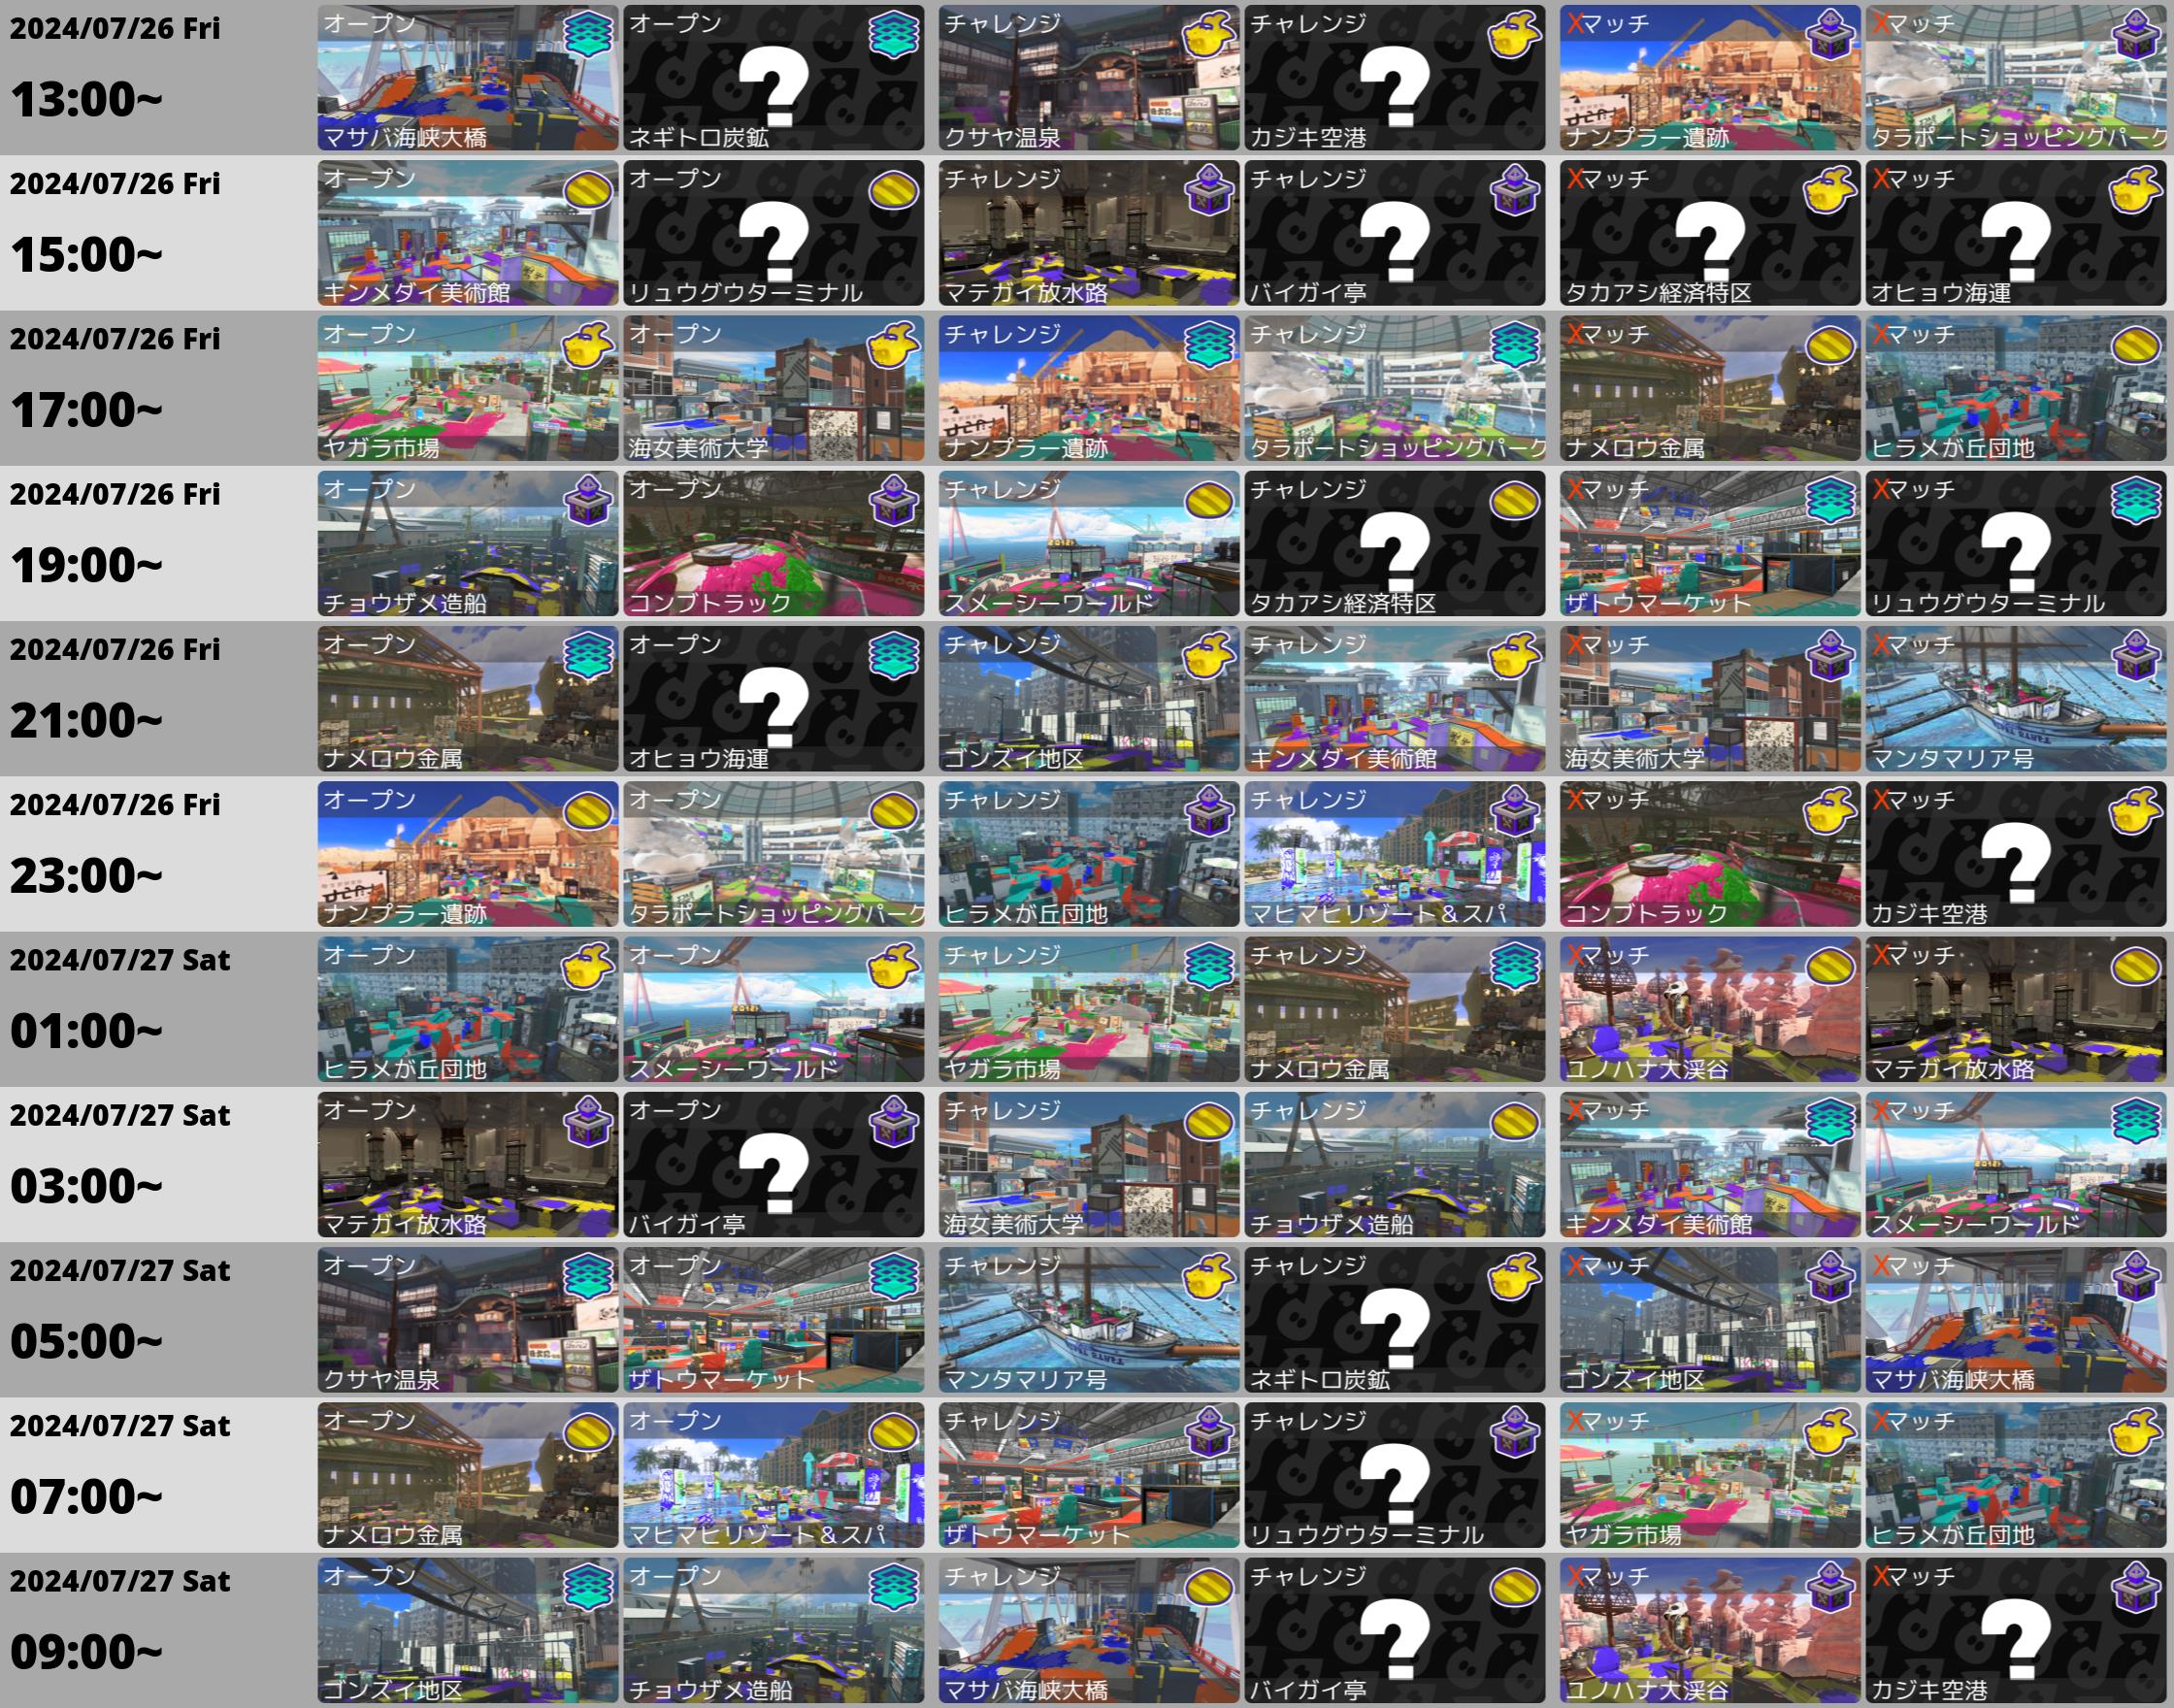 2024/07/26 Fri
13:00~
オープン
マサバ海峡大橋
オープン
?
ネギトロ炭鉱
チャレンジ
クサヤ温泉
チャレンジ
?
カジキ空港
Xマッチ
ナンプラー遺跡
Xマッチ
タラポートショッピングパーク
2024/07/26 Fri
15:00~
オープン
キンメダイ美術館
オープン
?
リュウグウターミナル
チャレンジ
マテガイ放水路
チャレンジ
?
バイガイ亭
Xマッチ
?
タカアシ経済特区
Xマッチ
?
オヒョウ海運
2024/07/26 Fri
17:00~
オープン
ヤガラ市場
オープン
海女美術大学
チャレンジ
ナンプラー遺跡
チャレンジ
タラポートショッピングパーク
Xマッチ
ナメロウ金属
Xマッチ
ヒラメが丘団地
2024/07/26 Fri
19:00~
オープン
チョウザメ造船
オープン
コンブトラック
チャレンジ
スメーシーワールド
チャレンジ
?
タカアシ経済特区
Xマッチ
ザトウマーケット
Xマッチ
?
リュウグウターミナル
2024/07/26 Fri
21:00~
オープン
ナメロウ金属
オープン
?
オヒョウ海運
チャレンジ
ゴンズイ地区
チャレンジ
キンメダイ美術館
Xマッチ
海女美術大学
Xマッチ
マンタマリア号
2024/07/26 Fri
23:00~
オープン
ナンプラー遺跡
オープン
タラポートショッピングパーク
チャレンジ
ヒラメが丘団地
チャレンジ
マヒマヒリゾート＆スパ
Xマッチ
コンブトラック
Xマッチ
?
カジキ空港
2024/07/27 Sat
01:00~
オープン
ヒラメが丘団地
オープン
スメーシーワールド
チャレンジ
ヤガラ市場
チャレンジ
ナメロウ金属
Xマッチ
ユノハナ大渓谷
Xマッチ
マテガイ放水路
2024/07/27 Sat
03:00~
オープン
マテガイ放水路
オープン
?
バイガイ亭
チャレンジ
海女美術大学
チャレンジ
チョウザメ造船
Xマッチ
キンメダイ美術館
Xマッチ
スメーシーワールド
2024/07/27 Sat
05:00~
オープン
クサヤ温泉
オープン
ザトウマーケット
チャレンジ
マンタマリア号
チャレンジ
?
ネギトロ炭鉱
Xマッチ
ゴンズイ地区
Xマッチ
マサバ海峡大橋
2024/07/27 Sat
07:00~
オープン
ナメロウ金属
オープン
マヒマヒリゾート＆スパ
チャレンジ
ザトウマーケット
チャレンジ
?
リュウグウターミナル
Xマッチ
ヤガラ市場
Xマッチ
ヒラメが丘団地
2024/07/27 Sat
09:00~
オープン
ゴンズイ地区
オープン
チョウザメ造船
チャレンジ
マサバ海峡大橋
チャレンジ
?
バイガイ亭
Xマッチ
ユノハナ大渓谷
Xマッチ
?
カジキ空港